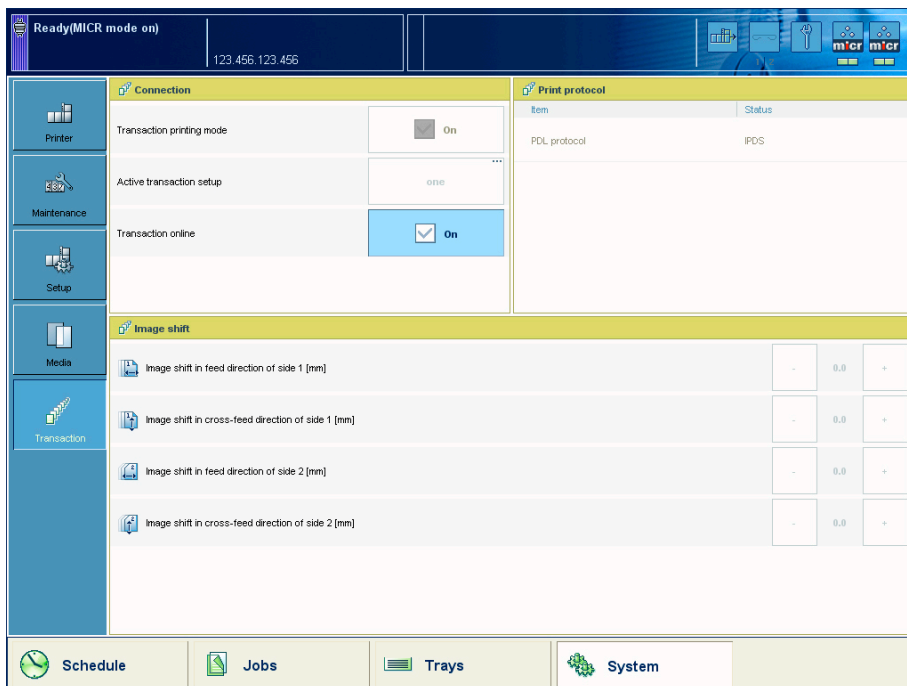 Ready(MICR mode on)
123.456.123.456
micr micr
Printer
Maintenance
Setup
Media
Transaction
Connection
Transaction printing mode On
Active transaction setup one
Transaction online On
Print protocol
Item Status
PDL protocol IPDS
Image shift
Image shift in feed direction of side 1 [mm] - 0.0 +
Image shift in cross-feed direction of side 1 [mm] - 0.0 +
Image shift in feed direction of side 2 [mm] - 0.0 +
Image shift in cross-feed direction of side 2 [mm] - 0.0 +
Schedule Jobs Trays System